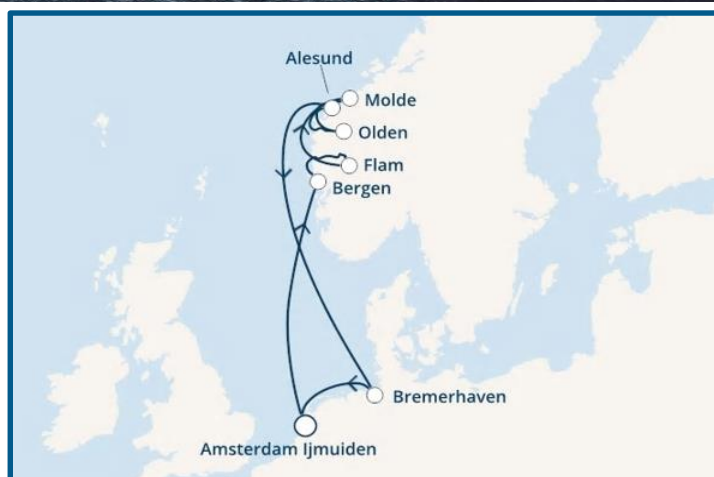 Alesund
Molde
Olden
Flam
Bergen
Bremerhaven
Amsterdam Ijmuiden